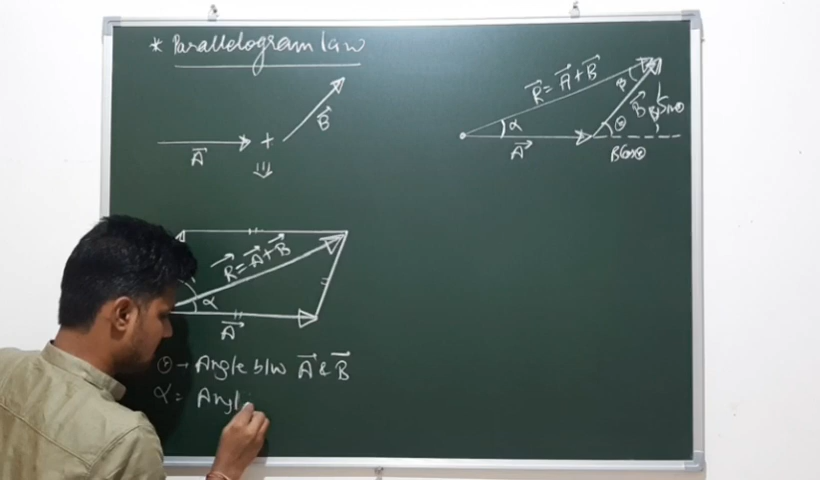 * Parallelogram law
A⃗
+
B⃗
⇓
R⃗ = A⃗ + B⃗
α
A⃗
θ → Angle b/w A⃗ & B⃗
α = Angl
R⃗ = A⃗ + B⃗
α
A⃗
β
B⃗
θ
B Sinθ
B Cosθ